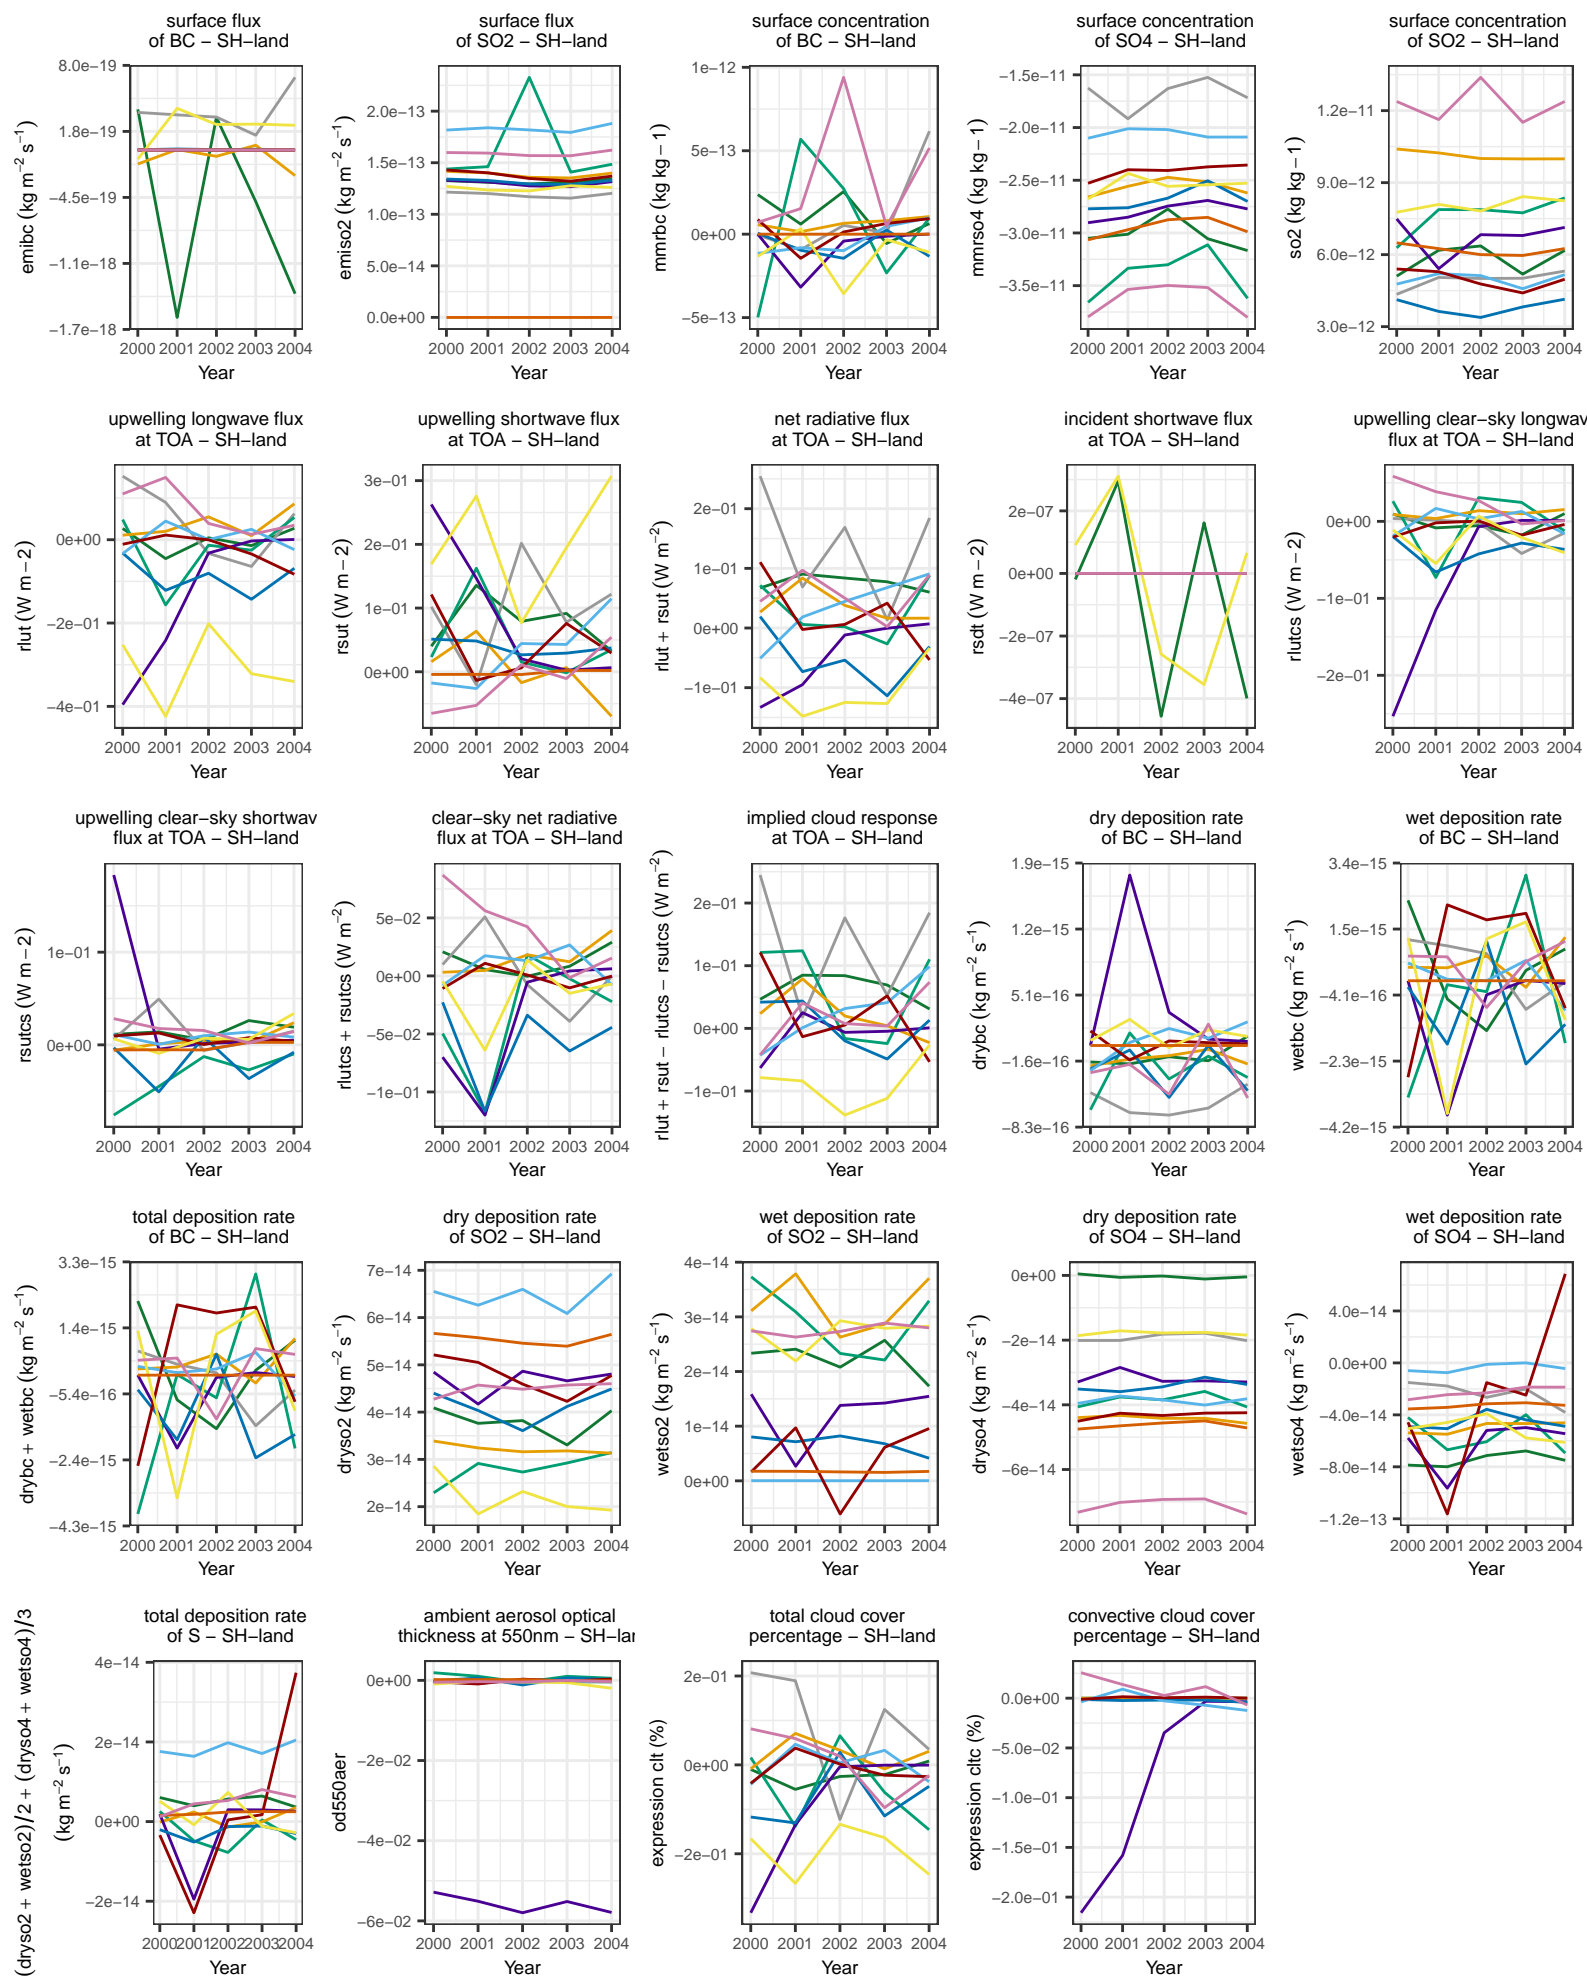 surface flux
of BC − SH−land
emibc (kg m−2 s−1)
8.0e−19
1.8e−19
−4.5e−19
−1.1e−18
−1.7e−18
2000 2001 2002 2003 2004
Year
surface flux
of SO2 − SH−land
emiso2 (kg m−2 s−1)
2.0e−13
1.5e−13
1.0e−13
5.0e−14
0.0e+00
2000 2001 2002 2003 2004
Year
surface concentration
of BC − SH−land
mmrbc (kg kg − 1)
1e−12
5e−13
0e+00
−5e−13
2000 2001 2002 2003 2004
Year
surface concentration
of SO4 − SH−land
mmrso4 (kg kg − 1)
−1.5e−11
−2.0e−11
−2.5e−11
−3.0e−11
−3.5e−11
2000 2001 2002 2003 2004
Year
surface concentration
of SO2 − SH−land
so2 (kg kg − 1)
1.2e−11
9.0e−12
6.0e−12
3.0e−12
2000 2001 2002 2003 2004
Year
upwelling longwave flux
at TOA − SH−land
rlut (W m − 2)
0e+00
−2e−01
−4e−01
2000 2001 2002 2003 2004
Year
upwelling shortwave flux
at TOA − SH−land
rsut (W m − 2)
3e−01
2e−01
1e−01
0e+00
2000 2001 2002 2003 2004
Year
net radiative flux
at TOA − SH−land
rlut + rsut (W m−2)
2e−01
1e−01
0e+00
−1e−01
2000 2001 2002 2003 2004
Year
incident shortwave flux
at TOA − SH−land
rsdt (W m − 2)
2e−07
0e+00
−2e−07
−4e−07
2000 2001 2002 2003 2004
Year
upwelling clear−sky longwav
flux at TOA − SH−land
rlutcs (W m − 2)
0e+00
−1e−01
−2e−01
2000 2001 2002 2003 2004
Year
upwelling clear−sky shortwav
flux at TOA − SH−land
rsutcs (W m − 2)
1e−01
0e+00
2000 2001 2002 2003 2004
Year
clear−sky net radiative
flux at TOA − SH−land
rlutcs + rsutcs (W m−2)
5e−02
0e+00
−5e−02
−1e−01
2000 2001 2002 2003 2004
Year
implied cloud response
at TOA − SH−land
rlut + rsut − rlutcs − rsutcs (W m−2)
2e−01
1e−01
0e+00
−1e−01
2000 2001 2002 2003 2004
Year
dry deposition rate
of BC − SH−land
drybc (kg m−2 s−1)
1.9e−15
1.2e−15
5.1e−16
−1.6e−16
−8.3e−16
2000 2001 2002 2003 2004
Year
wet deposition rate
of BC − SH−land
wetbc (kg m−2 s−1)
3.4e−15
1.5e−15
−4.1e−16
−2.3e−15
−4.2e−15
2000 2001 2002 2003 2004
Year
total deposition rate
of BC − SH−land
drybc + wetbc (kg m−2 s−1)
3.3e−15
1.4e−15
−5.4e−16
−2.4e−15
−4.3e−15
2000 2001 2002 2003 2004
Year
dry deposition rate
of SO2 − SH−land
dryso2 (kg m−2 s−1)
7e−14
6e−14
5e−14
4e−14
3e−14
2e−14
2000 2001 2002 2003 2004
Year
wet deposition rate
of SO2 − SH−land
wetso2 (kg m−2 s−1)
4e−14
3e−14
2e−14
1e−14
0e+00
2000 2001 2002 2003 2004
Year
dry deposition rate
of SO4 − SH−land
dryso4 (kg m−2 s−1)
0e+00
−2e−14
−4e−14
−6e−14
2000 2001 2002 2003 2004
Year
wet deposition rate
of SO4 − SH−land
wetso4 (kg m−2 s−1)
4.0e−14
0.0e+00
−4.0e−14
−8.0e−14
−1.2e−13
2000 2001 2002 2003 2004
Year
total deposition rate
of S − SH−land
(dryso2 + wetso2)/2 + (dryso4 + wetso4)/3
(kg m−2 s−1)
4e−14
2e−14
0e+00
−2e−14
2000 2001 2002 2003 2004
Year
ambient aerosol optical
thickness at 550nm − SH−lan
od550aer
0e+00
−2e−02
−4e−02
−6e−02
2000 2001 2002 2003 2004
Year
total cloud cover
percentage − SH−land
expression clt (%)
2e−01
0e+00
−2e−01
2000 2001 2002 2003 2004
Year
convective cloud cover
percentage − SH−land
expression cltc (%)
0.0e+00
−5.0e−02
−1.0e−01
−1.5e−01
−2.0e−01
2000 2001 2002 2003 2004
Year